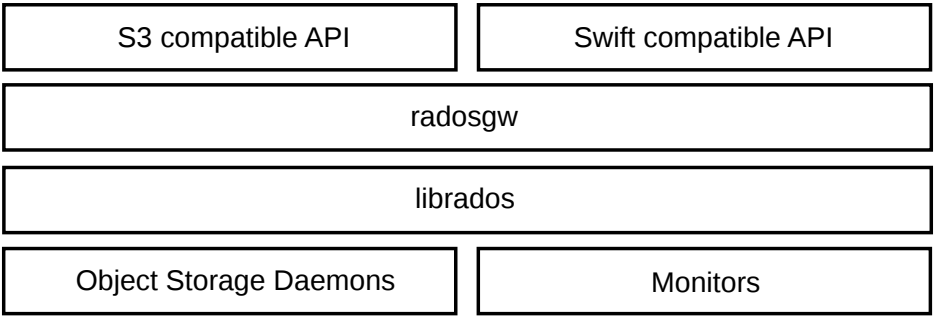 S3 compatible API
Swift compatible API
radosgw
librados
Object Storage Daemons
Monitors